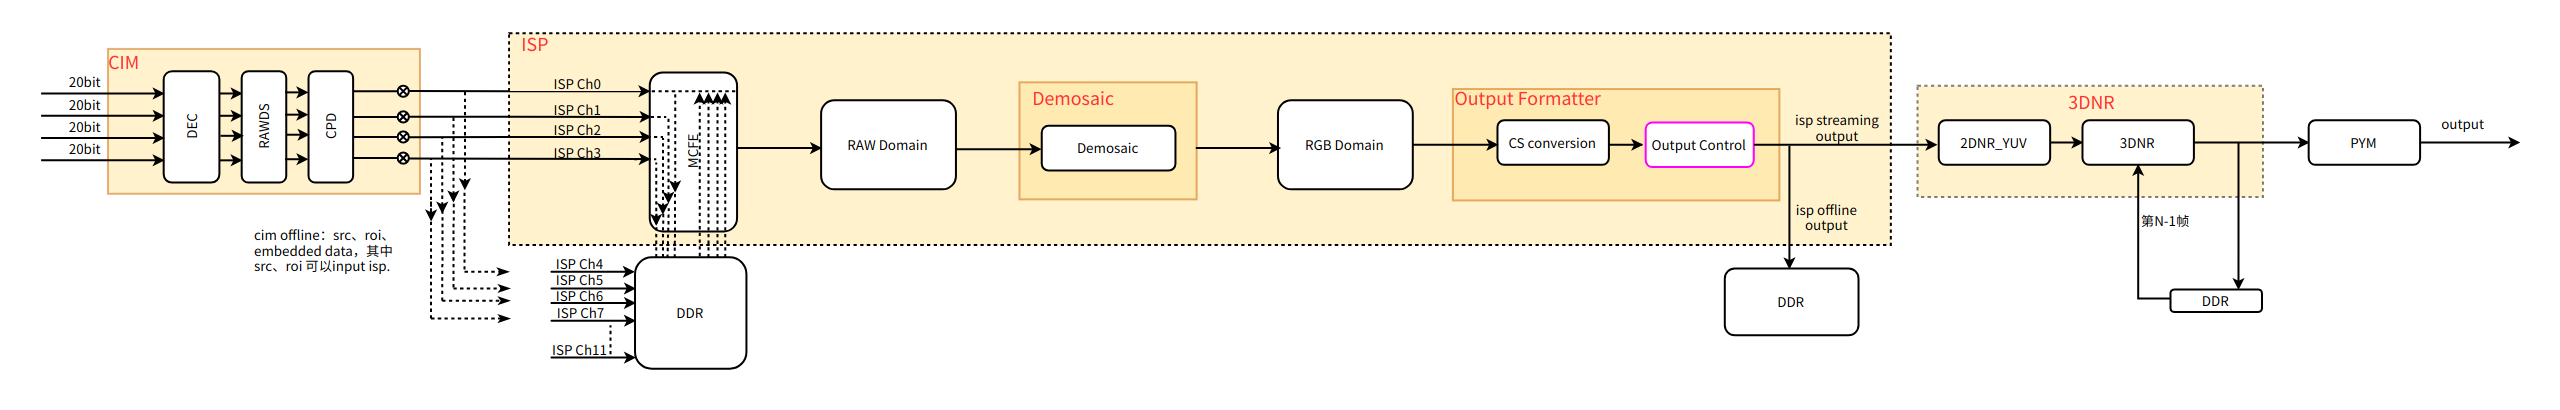 CIM
20bit
20bit
20bit
20bit
DEC
RAWDS
CPD
cim offline：src、roi、
embedded data，其中
src、roi 可以input isp.
ISP
ISP Ch0
ISP Ch1
ISP Ch2
ISP Ch3
MCFE
ISP Ch4
ISP Ch5
ISP Ch6
ISP Ch7
ISP Ch11
DDR
RAW Domain
Demosaic
Demosaic
RGB Domain
Output Formatter
CS conversion
Output Control
isp streaming
output
isp offline
output
DDR
3DNR
2DNR_YUV
3DNR
第N-1帧
DDR
PYM
output